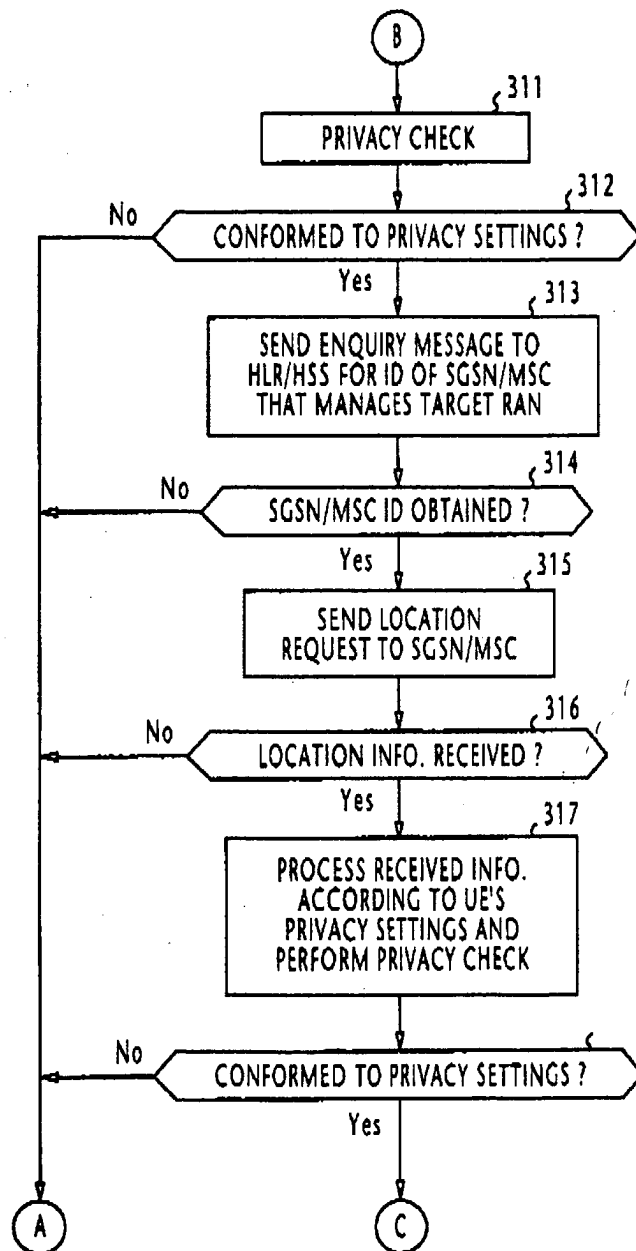 B
311
PRIVACY CHECK
312
No
CONFORMED TO PRIVACY SETTINGS ?
Yes
313
SEND ENQUIRY MESSAGE TO
HLR/HSS FOR ID OF SGSN/MSC
THAT MANAGES TARGET RAN
314
No
SGSN/MSC ID OBTAINED ?
Yes
315
SEND LOCATION
REQUEST TO SGSN/MSC
316
No
LOCATION INFO. RECEIVED ?
Yes
317
PROCESS RECEIVED INFO.
ACCORDING TO UE'S
PRIVACY SETTINGS AND
PERFORM PRIVACY CHECK
No
CONFORMED TO PRIVACY SETTINGS ?
Yes
A
C